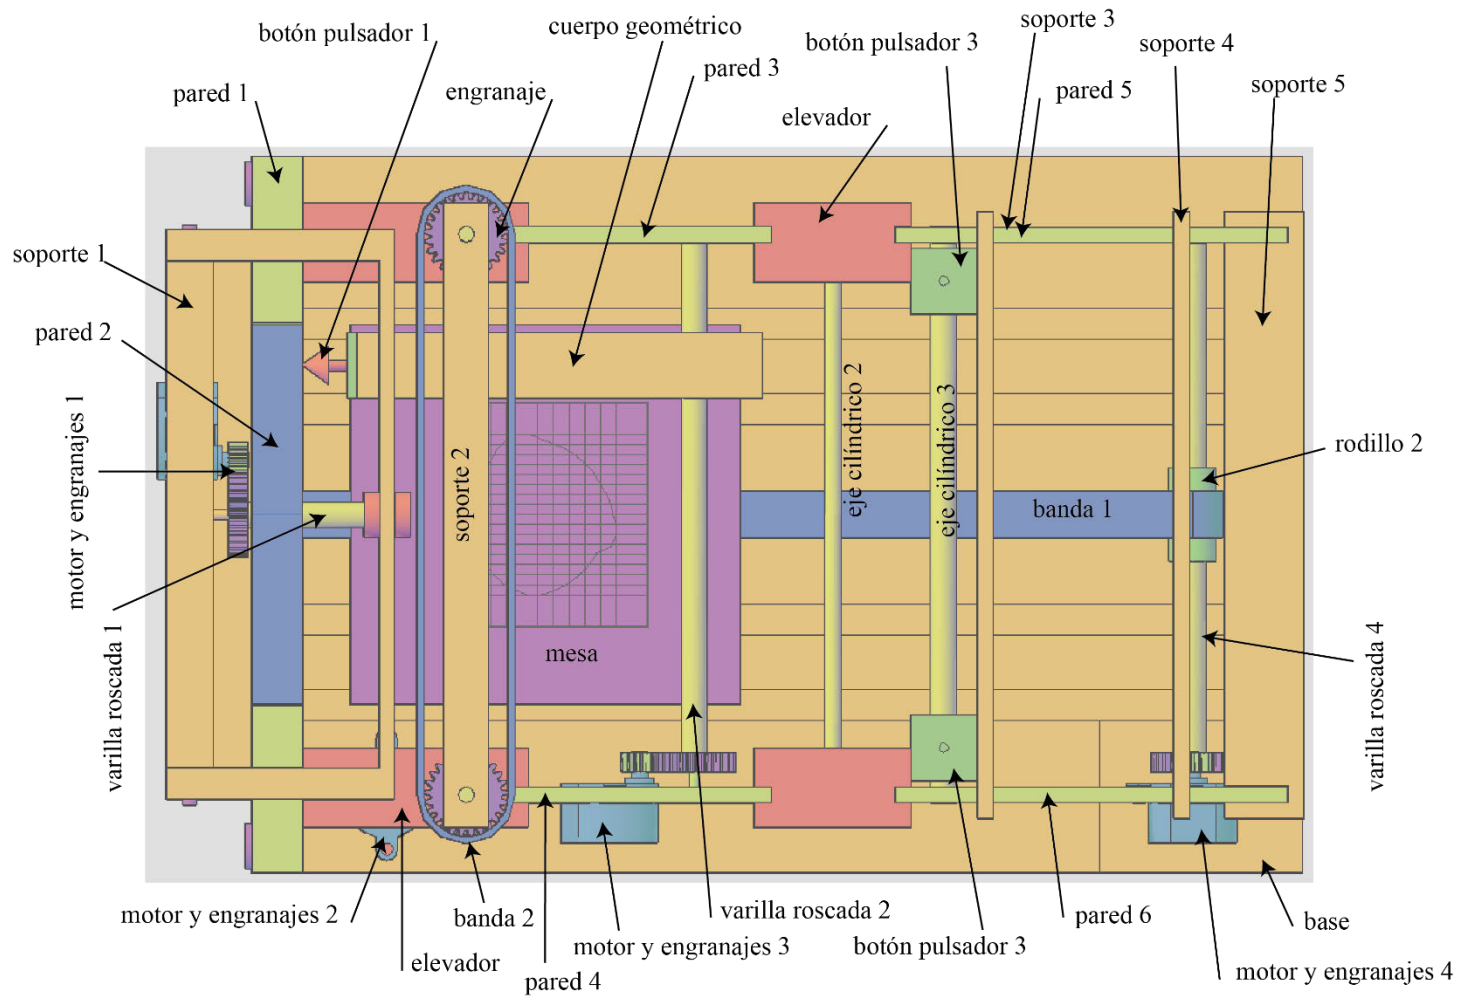 botón pulsador 1
cuerpo geométrico
botón pulsador 3
soporte 3
soporte 4
pared 1
engranaje
pared 3
elevador
pared 5
soporte 5
soporte 1
pared 2
motor y engranajes 1
varilla roscada 1
soporte 2
mesa
eje cilíndrico 2
eje cilíndrico 3
banda 1
rodillo 2
varilla roscada 4
motor y engranajes 2
elevador
banda 2
pared 4
motor y engranajes 3
varilla roscada 2
botón pulsador 3
pared 6
base
motor y engranajes 4